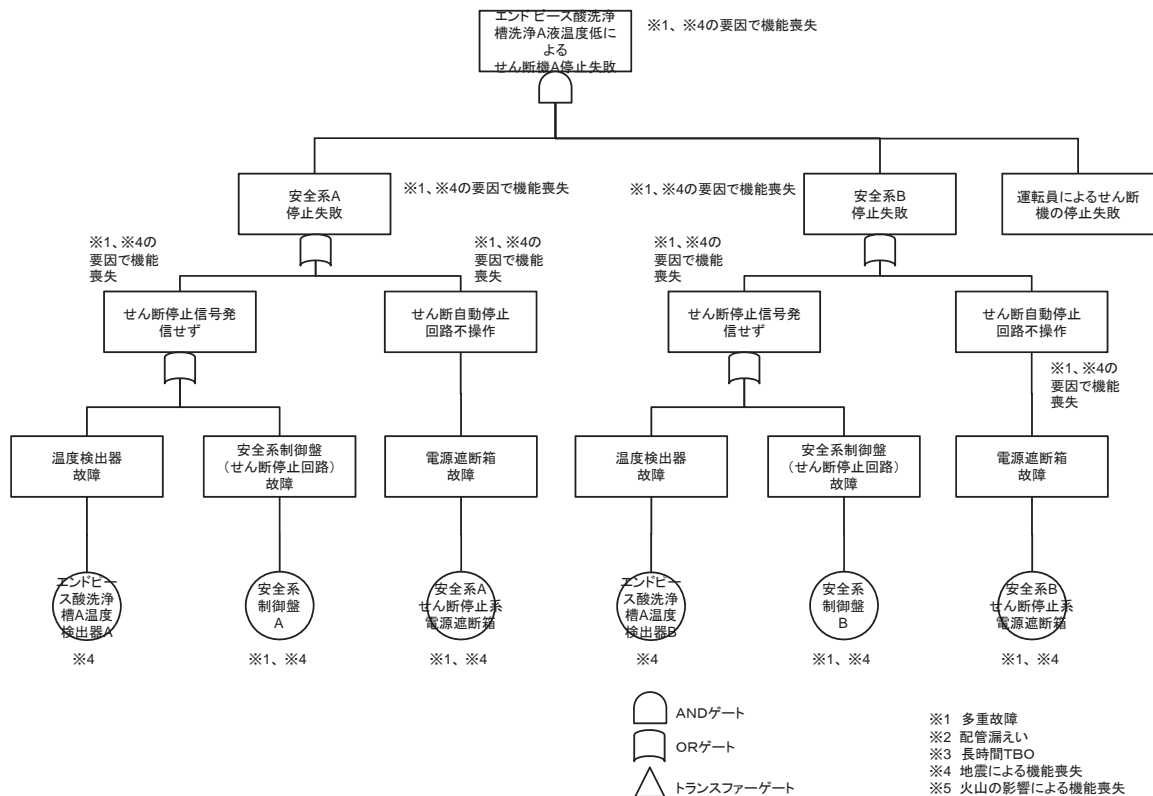 エンドピース酸洗浄
槽洗浄A液温度低に
よる
せん断機A停止失敗
※1、※4の要因で機能喪失
安全系A
停止失敗
※1、※4の要因で機能喪失
※1、※4の要因で機能喪失
安全系B
停止失敗
運転員によるせん断
機の停止失敗
※1、※4の
要因で機能
喪失
※1、※4の
要因で機能
喪失
※1、※4の
要因で機能
喪失
せん断停止信号発
信せず
せん断自動停止
回路不操作
せん断停止信号発
信せず
せん断自動停止
回路不操作
※1、※4の
要因で機能
喪失
温度検出器
故障
安全系制御盤
（せん断停止回路）
故障
電源遮断箱
故障
温度検出器
故障
安全系制御盤
（せん断停止回路）
故障
電源遮断箱
故障
エンドピー
ス酸洗浄
槽A温度
検出器A
安全系
制御盤
A
安全系A
せん断停止系
電源遮断箱
エンドピー
ス酸洗浄
槽A温度
検出器B
安全系
制御盤
B
安全系B
せん断停止系
電源遮断箱
※4
※1、※4
※1、※4
※4
※1、※4
※1、※4
ANDゲート
ORゲート
トランスファーゲート
※1 多重故障
※2 配管漏えい
※3 長時間TBO
※4 地震による機能喪失
※5 火山の影響による機能喪失